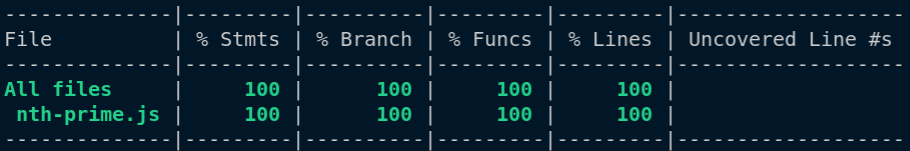 --------------|---------|----------|---------|---------|-------------------
File          | % Stmts | % Branch | % Funcs | % Lines | Uncovered Line #s
--------------|---------|----------|---------|---------|-------------------
All files     |     100 |      100 |     100 |     100 |
 nth-prime.js |     100 |      100 |     100 |     100 |
--------------|---------|----------|---------|---------|-------------------